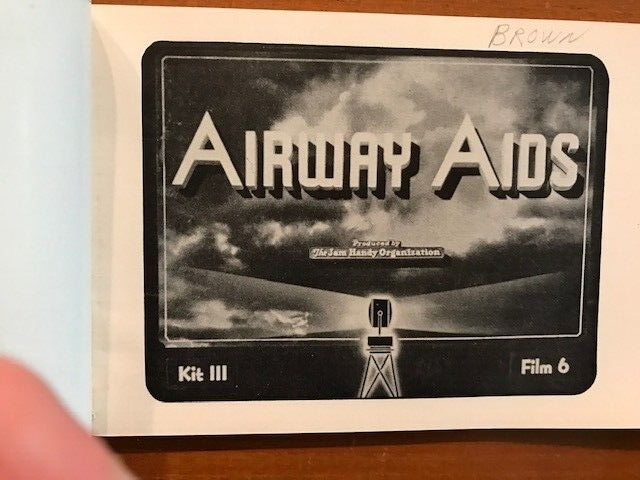 BROWN
AIRWAY AIDS
Produced by
The Jam Handy Organization
Kit III
Film 6